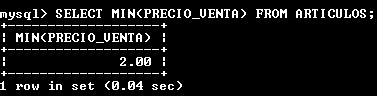 mysql> SELECT MIN(PRECIO_VENTA) FROM ARTICULOS;
+-------------------+
| MIN(PRECIO_VENTA) |
+-------------------+
|              2.00 |
+-------------------+
1 row in set (0.04 sec)